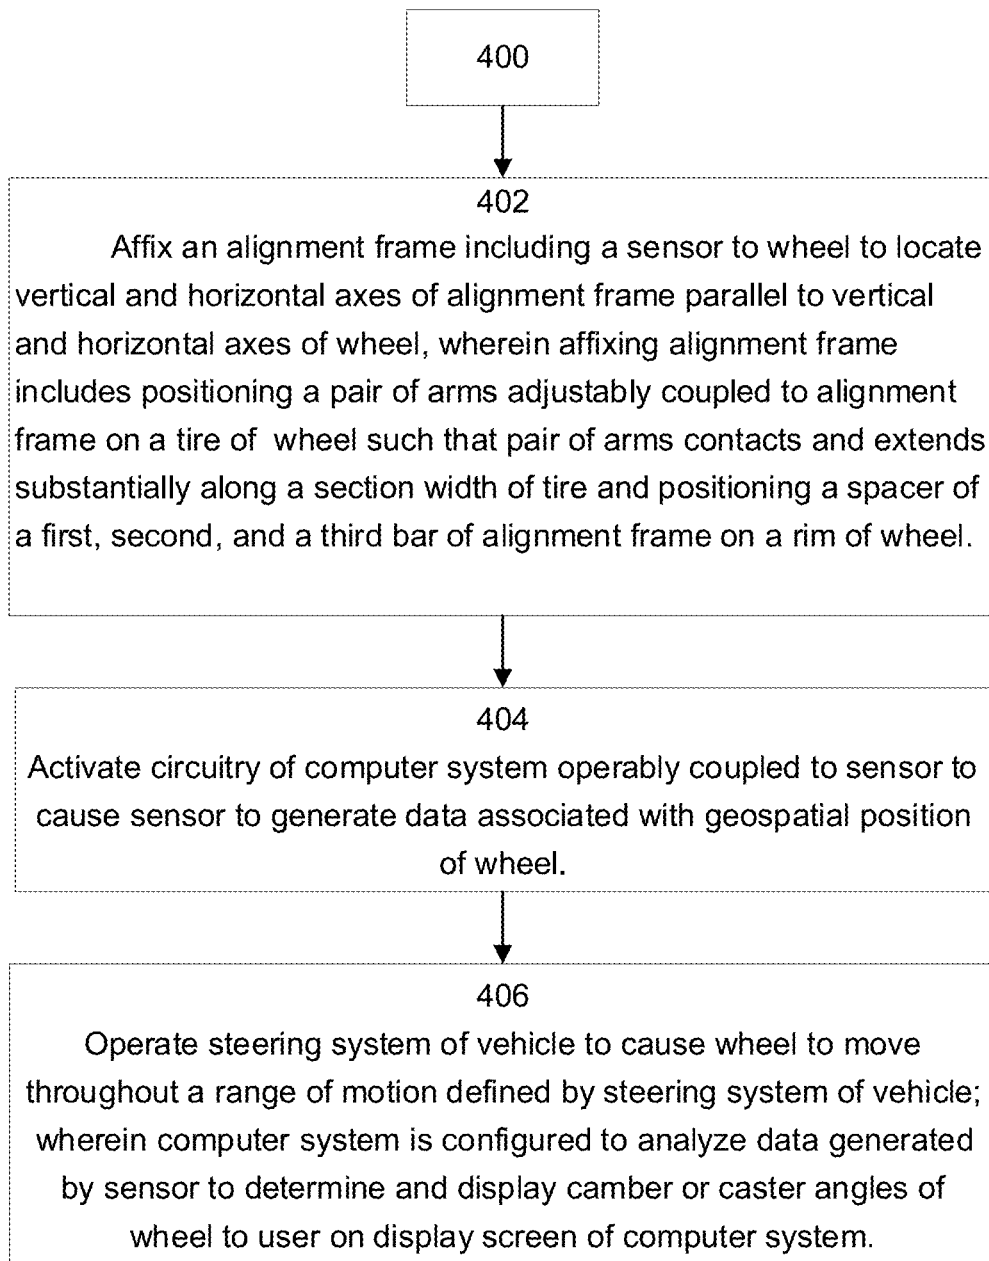 400
402
Affix an alignment frame including a sensor to wheel to locate
vertical and horizontal axes of alignment frame parallel to vertical
and horizontal axes of wheel, wherein affixing alignment frame
includes positioning a pair of arms adjustably coupled to alignment
frame on a tire of wheel such that pair of arms contacts and extends
substantially along a section width of tire and positioning a spacer of
a first, second, and a third bar of alignment frame on a rim of wheel.
404
Activate circuitry of computer system operably coupled to sensor to
cause sensor to generate data associated with geospatial position
of wheel.
406
Operate steering system of vehicle to cause wheel to move
throughout a range of motion defined by steering system of vehicle;
wherein computer system is configured to analyze data generated
by sensor to determine and display camber or caster angles of
wheel to user on display screen of computer system.